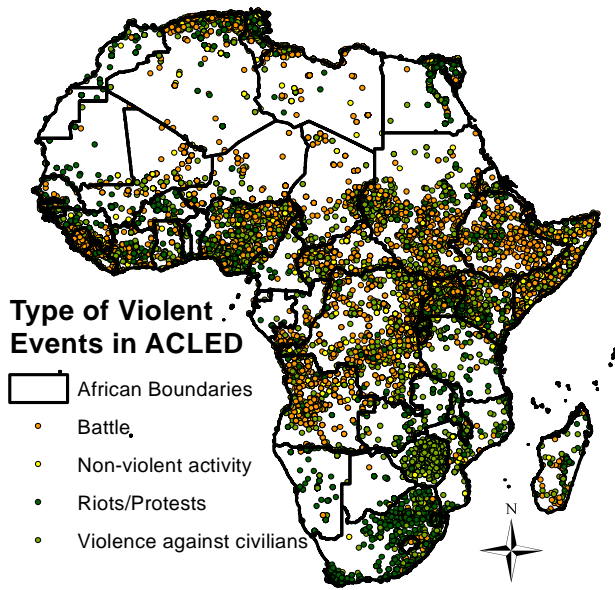 Type of Violent
Events in ACLED
African Boundaries
Battle
Non-violent activity
Riots/Protests
Violence against civilians
N